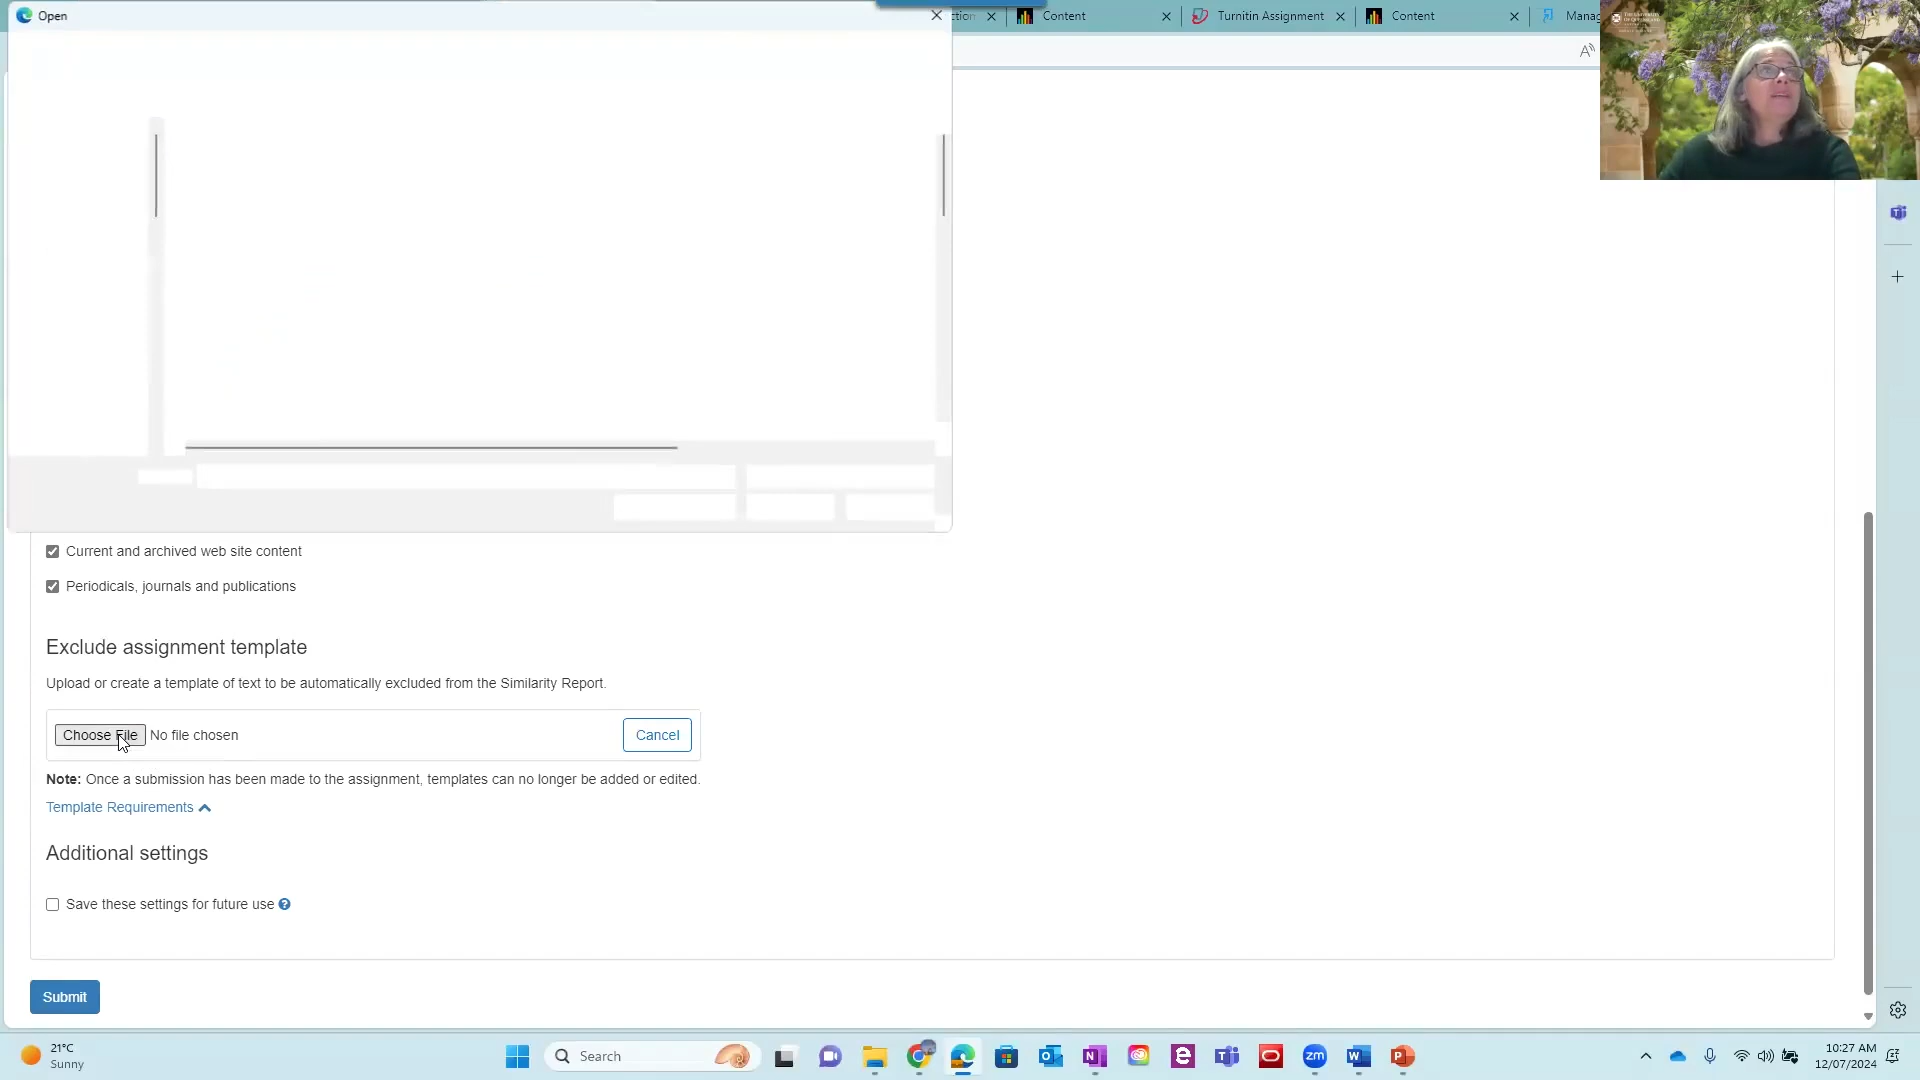 Open
ction
Content
Turnitin Assignment
Content
Manag
Current and archived web site content
Periodicals, journals and publications
Exclude assignment template
Upload or create a template of text to be automatically excluded from the Similarity Report.
Choose File No file chosen
Cancel
Note: Once a submission has been made to the assignment, templates can no longer be added or edited.
Template Requirements
Additional settings
Save these settings for future use
Submit
21°C
Sunny
Search
10:27 AM
12/07/2024